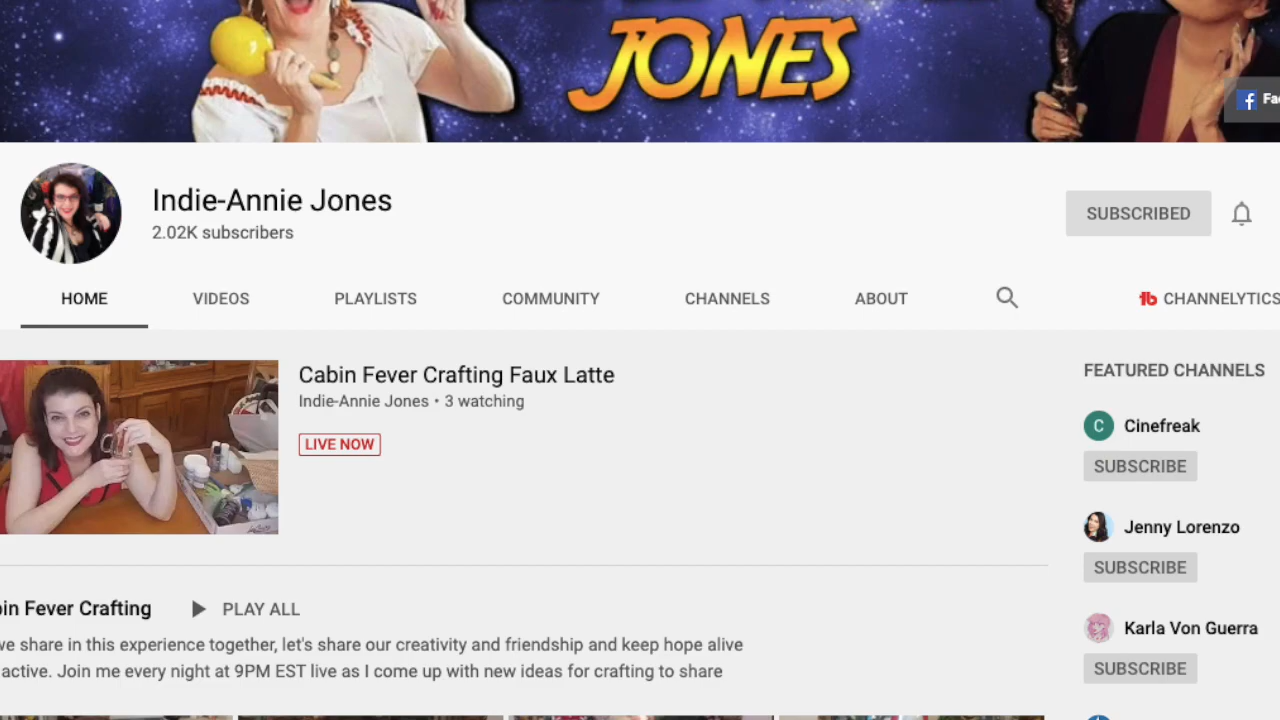 JONES
Indie-Annie Jones
2.02K subscribers
SUBSCRIBED
HOME
VIDEOS
PLAYLISTS
COMMUNITY
CHANNELS
ABOUT
CHANNELYTICS
Cabin Fever Crafting Faux Latte
Indie-Annie Jones • 3 watching
LIVE NOW
FEATURED CHANNELS
C
Cinefreak
SUBSCRIBE
Jenny Lorenzo
SUBSCRIBE
Karla Von Guerra
SUBSCRIBE
Fever Crafting
PLAY ALL
share in this experience together, let's share our creativity and friendship and keep hope alive
active. Join me every night at 9PM EST live as I come up with new ideas for crafting to share